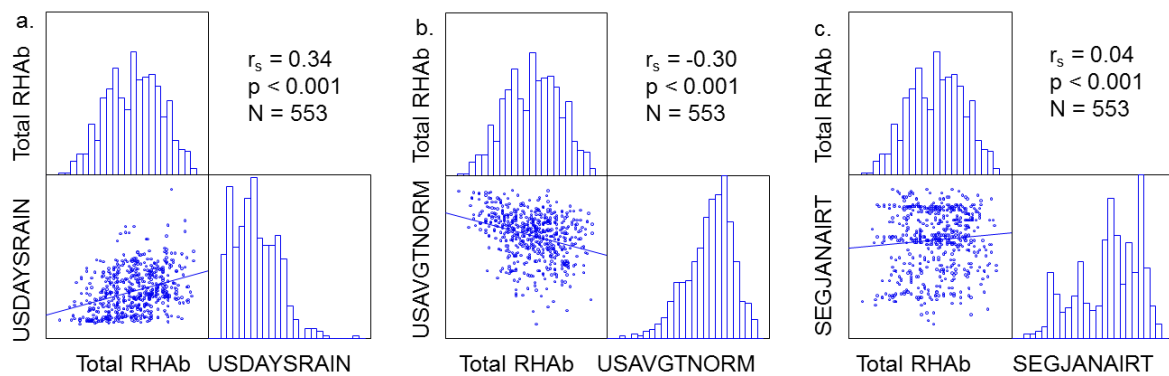 a.
Total RHAb
rs = 0.34
p < 0.001
N = 553
USDAYSRAIN
Total RHAb
USDAYSRAIN
b.
Total RHAb
rs = -0.30
p < 0.001
N = 553
USAVGTNORM
Total RHAb
USAVGTNORM
c.
Total RHAb
rs = 0.04
p < 0.001
N = 553
SEGJANAIRT
Total RHAb
SEGJANAIRT